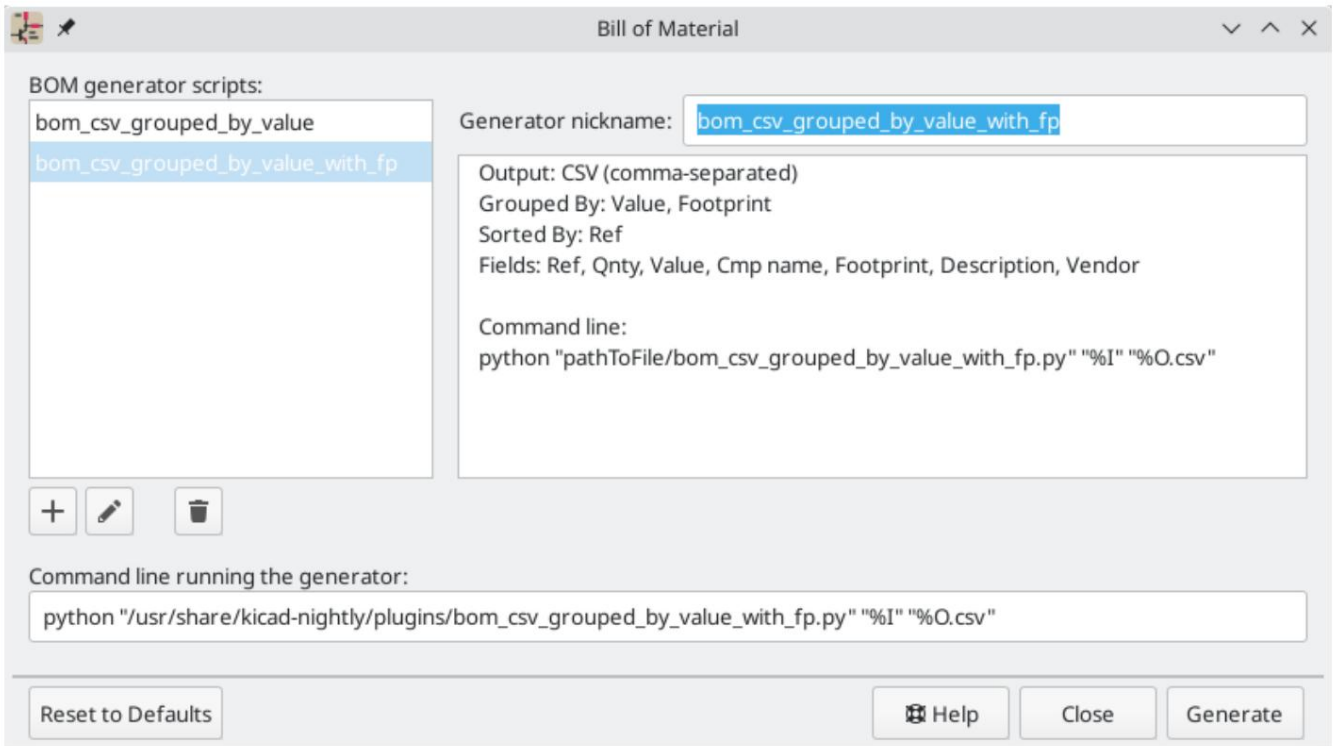 Bill of Material
BOM generator scripts:
bom_csv_grouped_by_value
bom_csv_grouped_by_value_with_fp
Generator nickname: bom_csv_grouped_by_value_with_fp
Output: CSV (comma-separated)
Grouped By: Value, Footprint
Sorted By: Ref
Fields: Ref, Qnty, Value, Cmp name, Footprint, Description, Vendor
Command line:
python "pathToFile/bom_csv_grouped_by_value_with_fp.py" "%I" "%O.csv"
Command line running the generator:
python "/usr/share/kicad-nightly/plugins/bom_csv_grouped_by_value_with_fp.py" "%I" "%O.csv"
Reset to Defaults
Help
Close
Generate